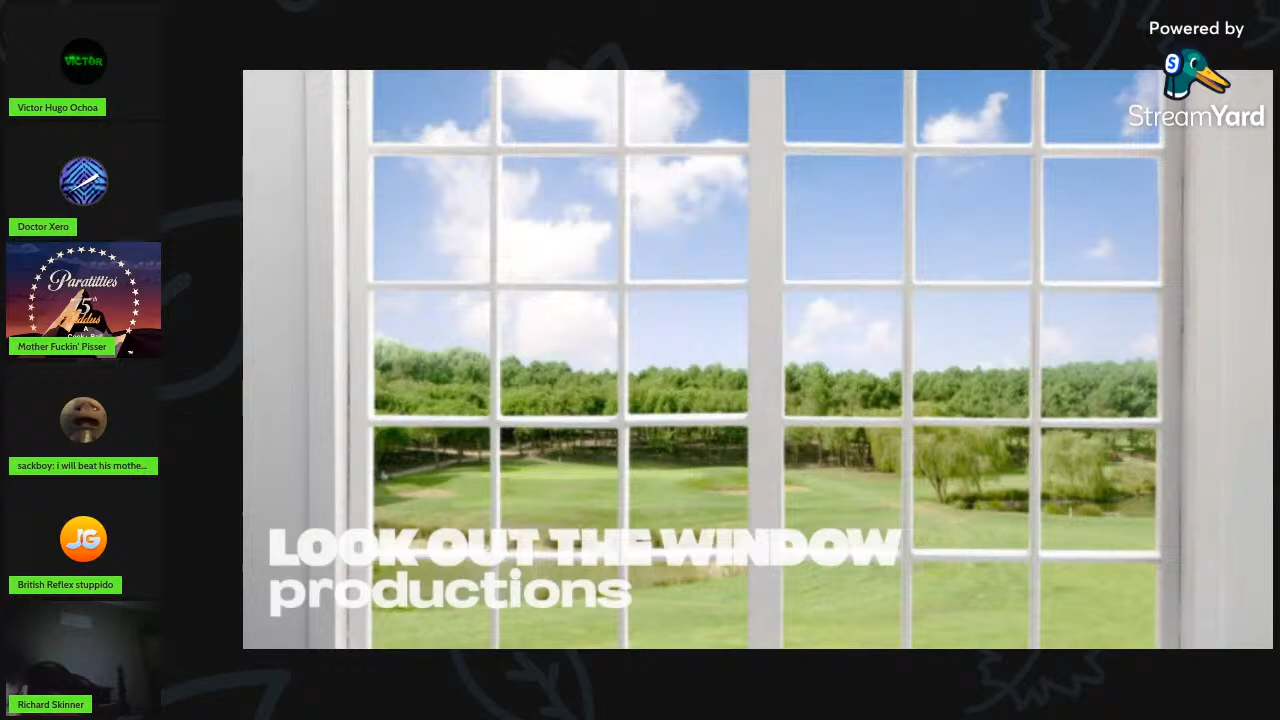 Powered by
StreamYard
VICTOR
Victor Hugo Ochoa
Doctor Xero
Paratitties
Mother Fuckin' Pisser
sackboy: i will beat his mothe...
JG
British Reflex stuppido
Richard Skinner
LOOK OUT THE WINDOW
productions